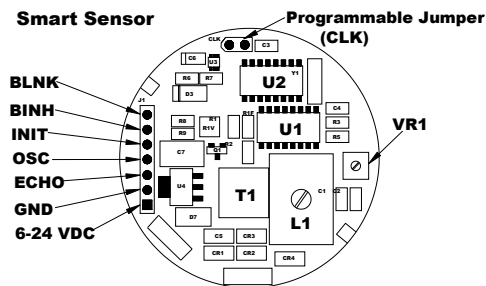 Smart Sensor
Programmable Jumper
(CLK)
CLK
C3
C6
U3
R6
R7
U2
Y1
D3
BLNK
BINH
INIT
OSC
ECHO
GND
6-24 VDC
J1
R8
R9
R1
R1V
R1F
U1
C4
R3
R5
VR1
C7
Q1
R2
U4
T1
L1
C1
C2
D7
C5
CR3
CR1
CR2
CR4